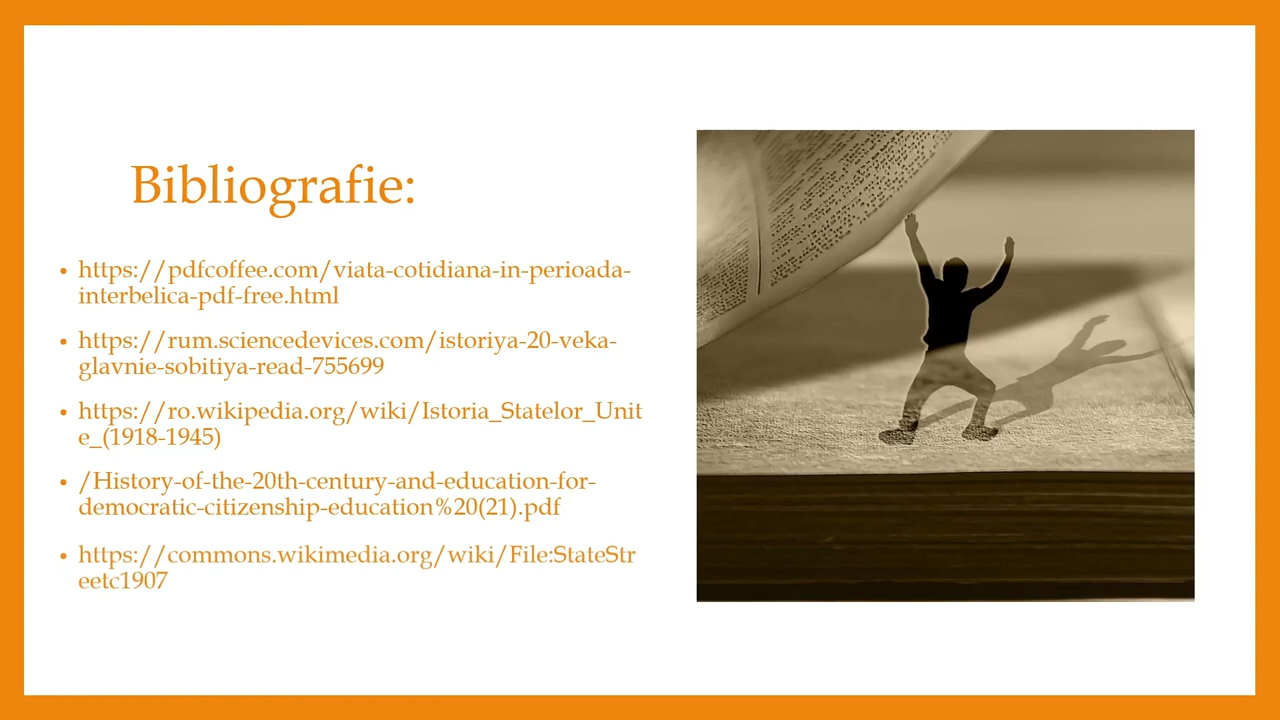 Bibliografie:
• https://pdfcoffee.com/viata-cotidiana-in-perioada-
interbelica-pdf-free.html
• https://rum.sciencedevices.com/istoriya-20-veka-
glavnie-sobitiya-read-755699
• https://ro.wikipedia.org/wiki/Istoria_Statelor_Unit
e_(1918-1945)
• /History-of-the-20th-century-and-education-for-
democratic-citizenship-education%20(21).pdf
• https://commons.wikimedia.org/wiki/File:StateStr
eetc1907